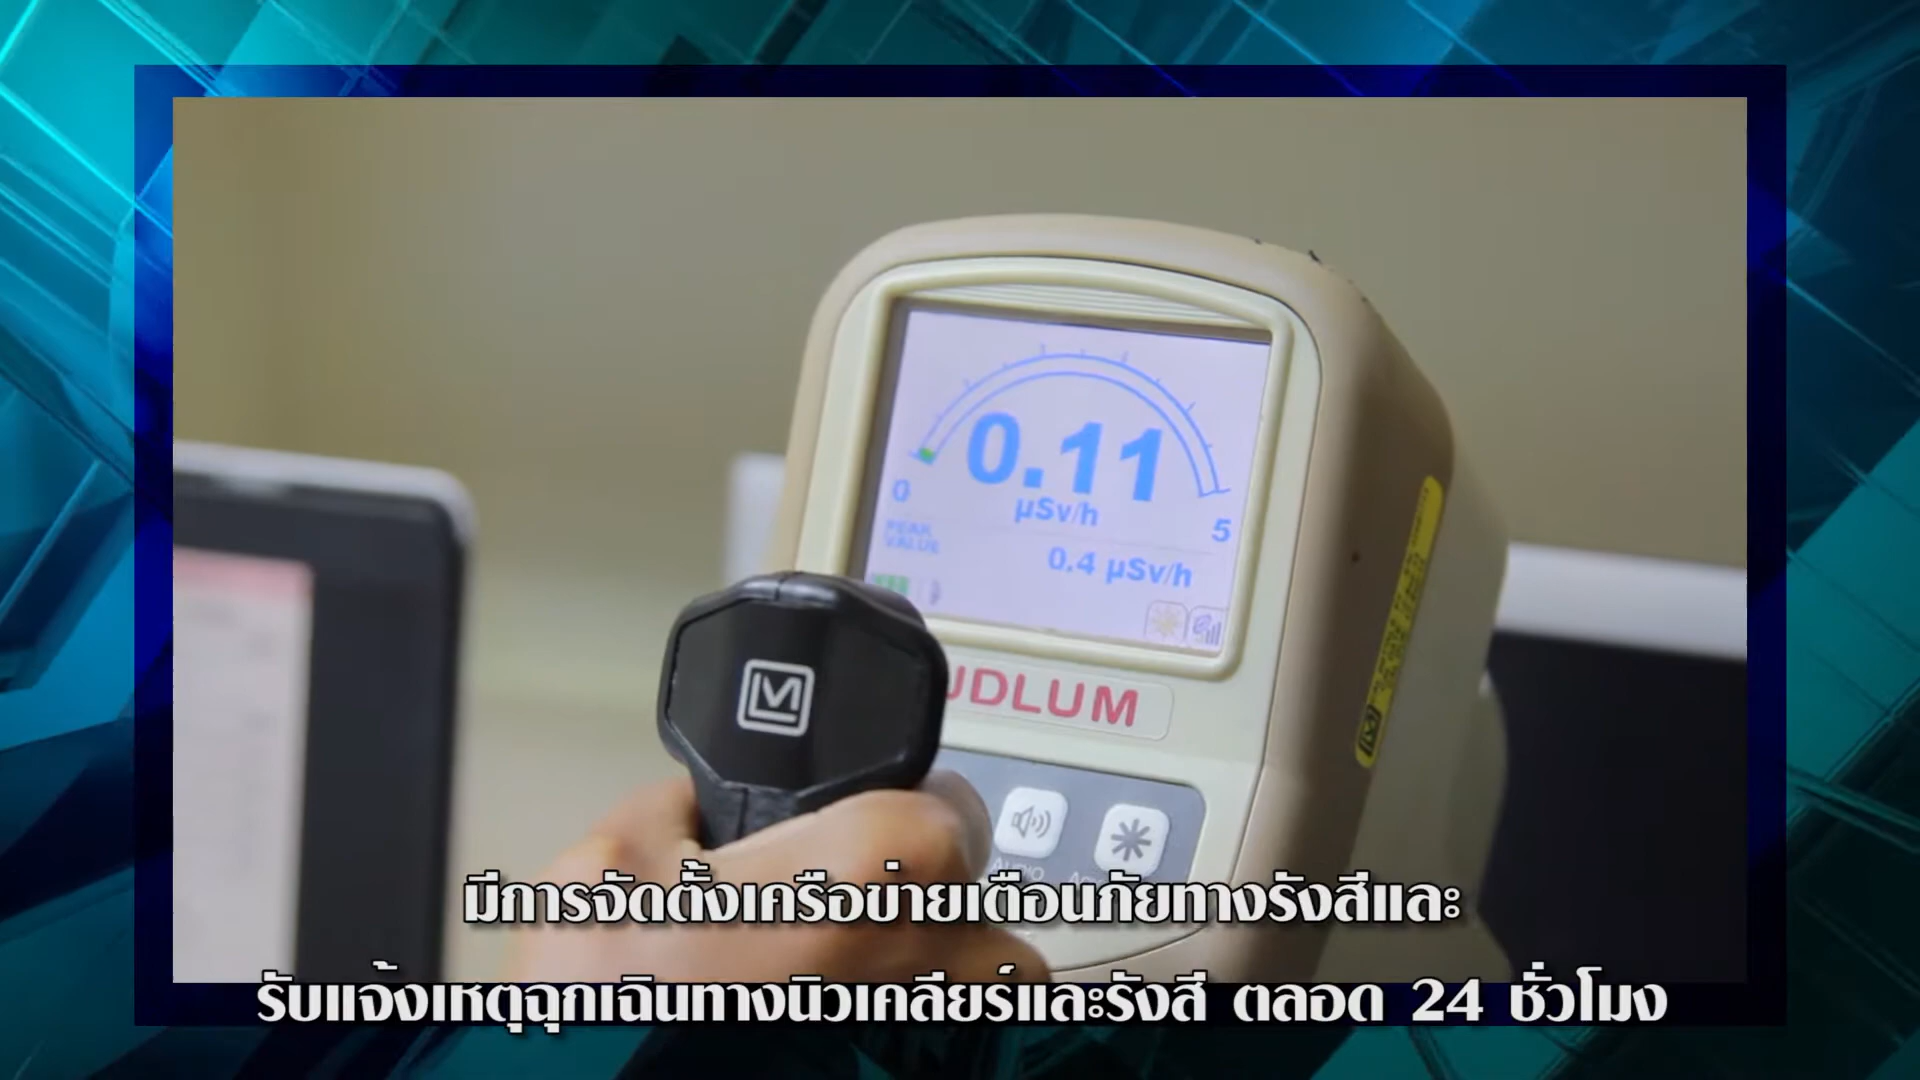 0.11
µSv/h
0
5
PEAK
VALUE
0.4 µSv/h
UDLUM
AUDIO
มีการจัดตั้งเครือข่ายเตือนภัยทางรังสีและ
รับแจ้งเหตุฉุกเฉินทางนิวเคลียร์และรังสี ตลอด 24 ชั่วโมง